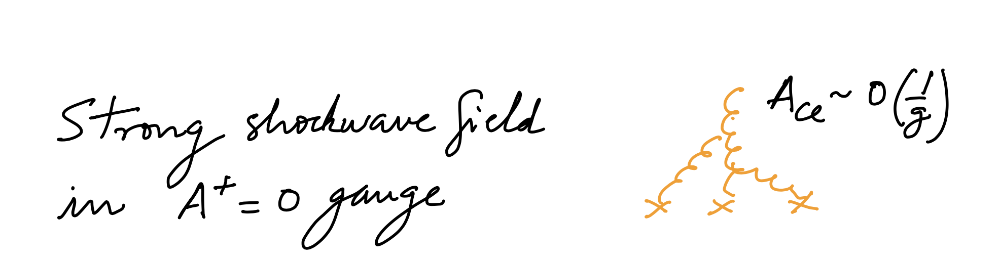 Strong shockwave field
in A⁺ = 0 gauge
A_cl ~ O(1/g)